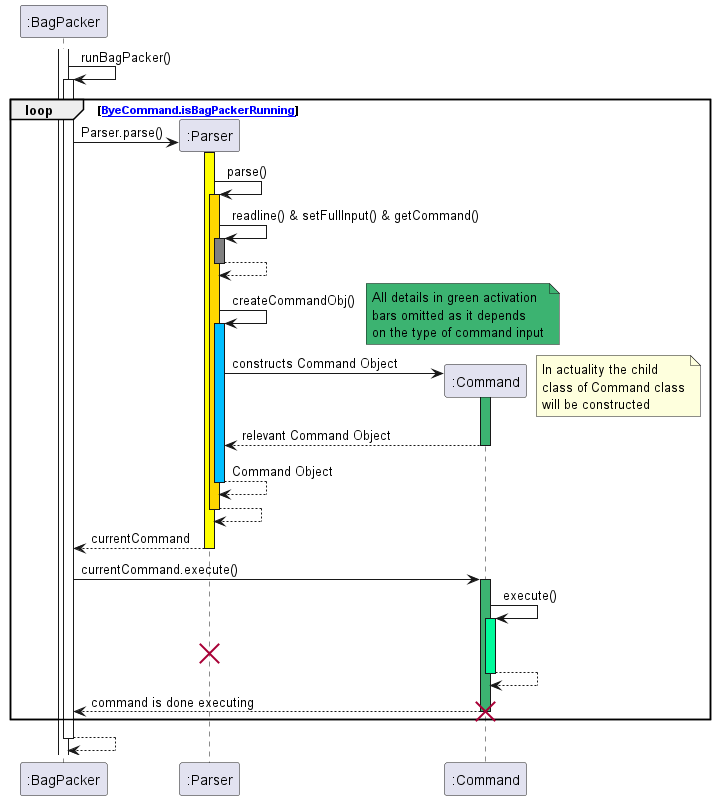 :BagPacker
runBagPacker()
loop [ByeCommand.isBagPackerRunning]
Parser.parse()
:Parser
parse()
readline() & setFullInput() & getCommand()
createCommandObj()
All details in green activation
bars omitted as it depends
on the type of command input
constructs Command Object
:Command
In actuality the child
class of Command class
will be constructed
relevant Command Object
Command Object
currentCommand
currentCommand.execute()
execute()
command is done executing
:BagPacker
:Parser
:Command